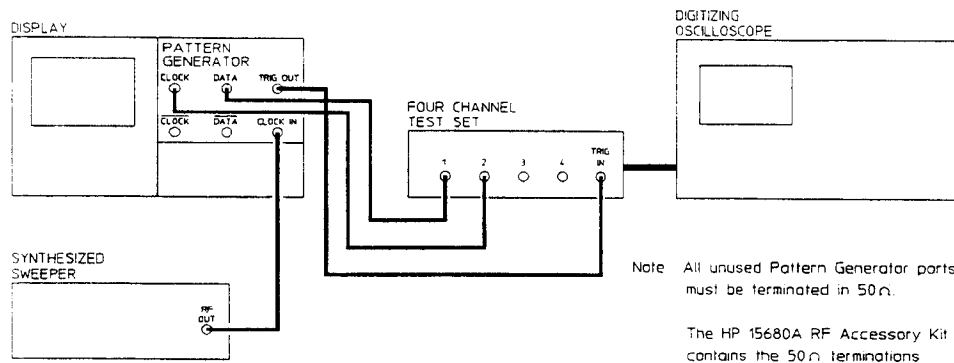 DISPLAY
PATTERN
GENERATOR
CLOCK DATA TRIG OUT
CLOCK DATA CLOCK IN
FOUR CHANNEL
TEST SET
1 2 3 4 TRIG
IN
DIGITIZING
OSCILLOSCOPE
SYNTHESIZED
SWEEPER
RF
OUT
Note All unused Pattern Generator ports
must be terminated in 50Ω.
The HP 15680A RF Accessory Kit
contains the 50Ω terminations